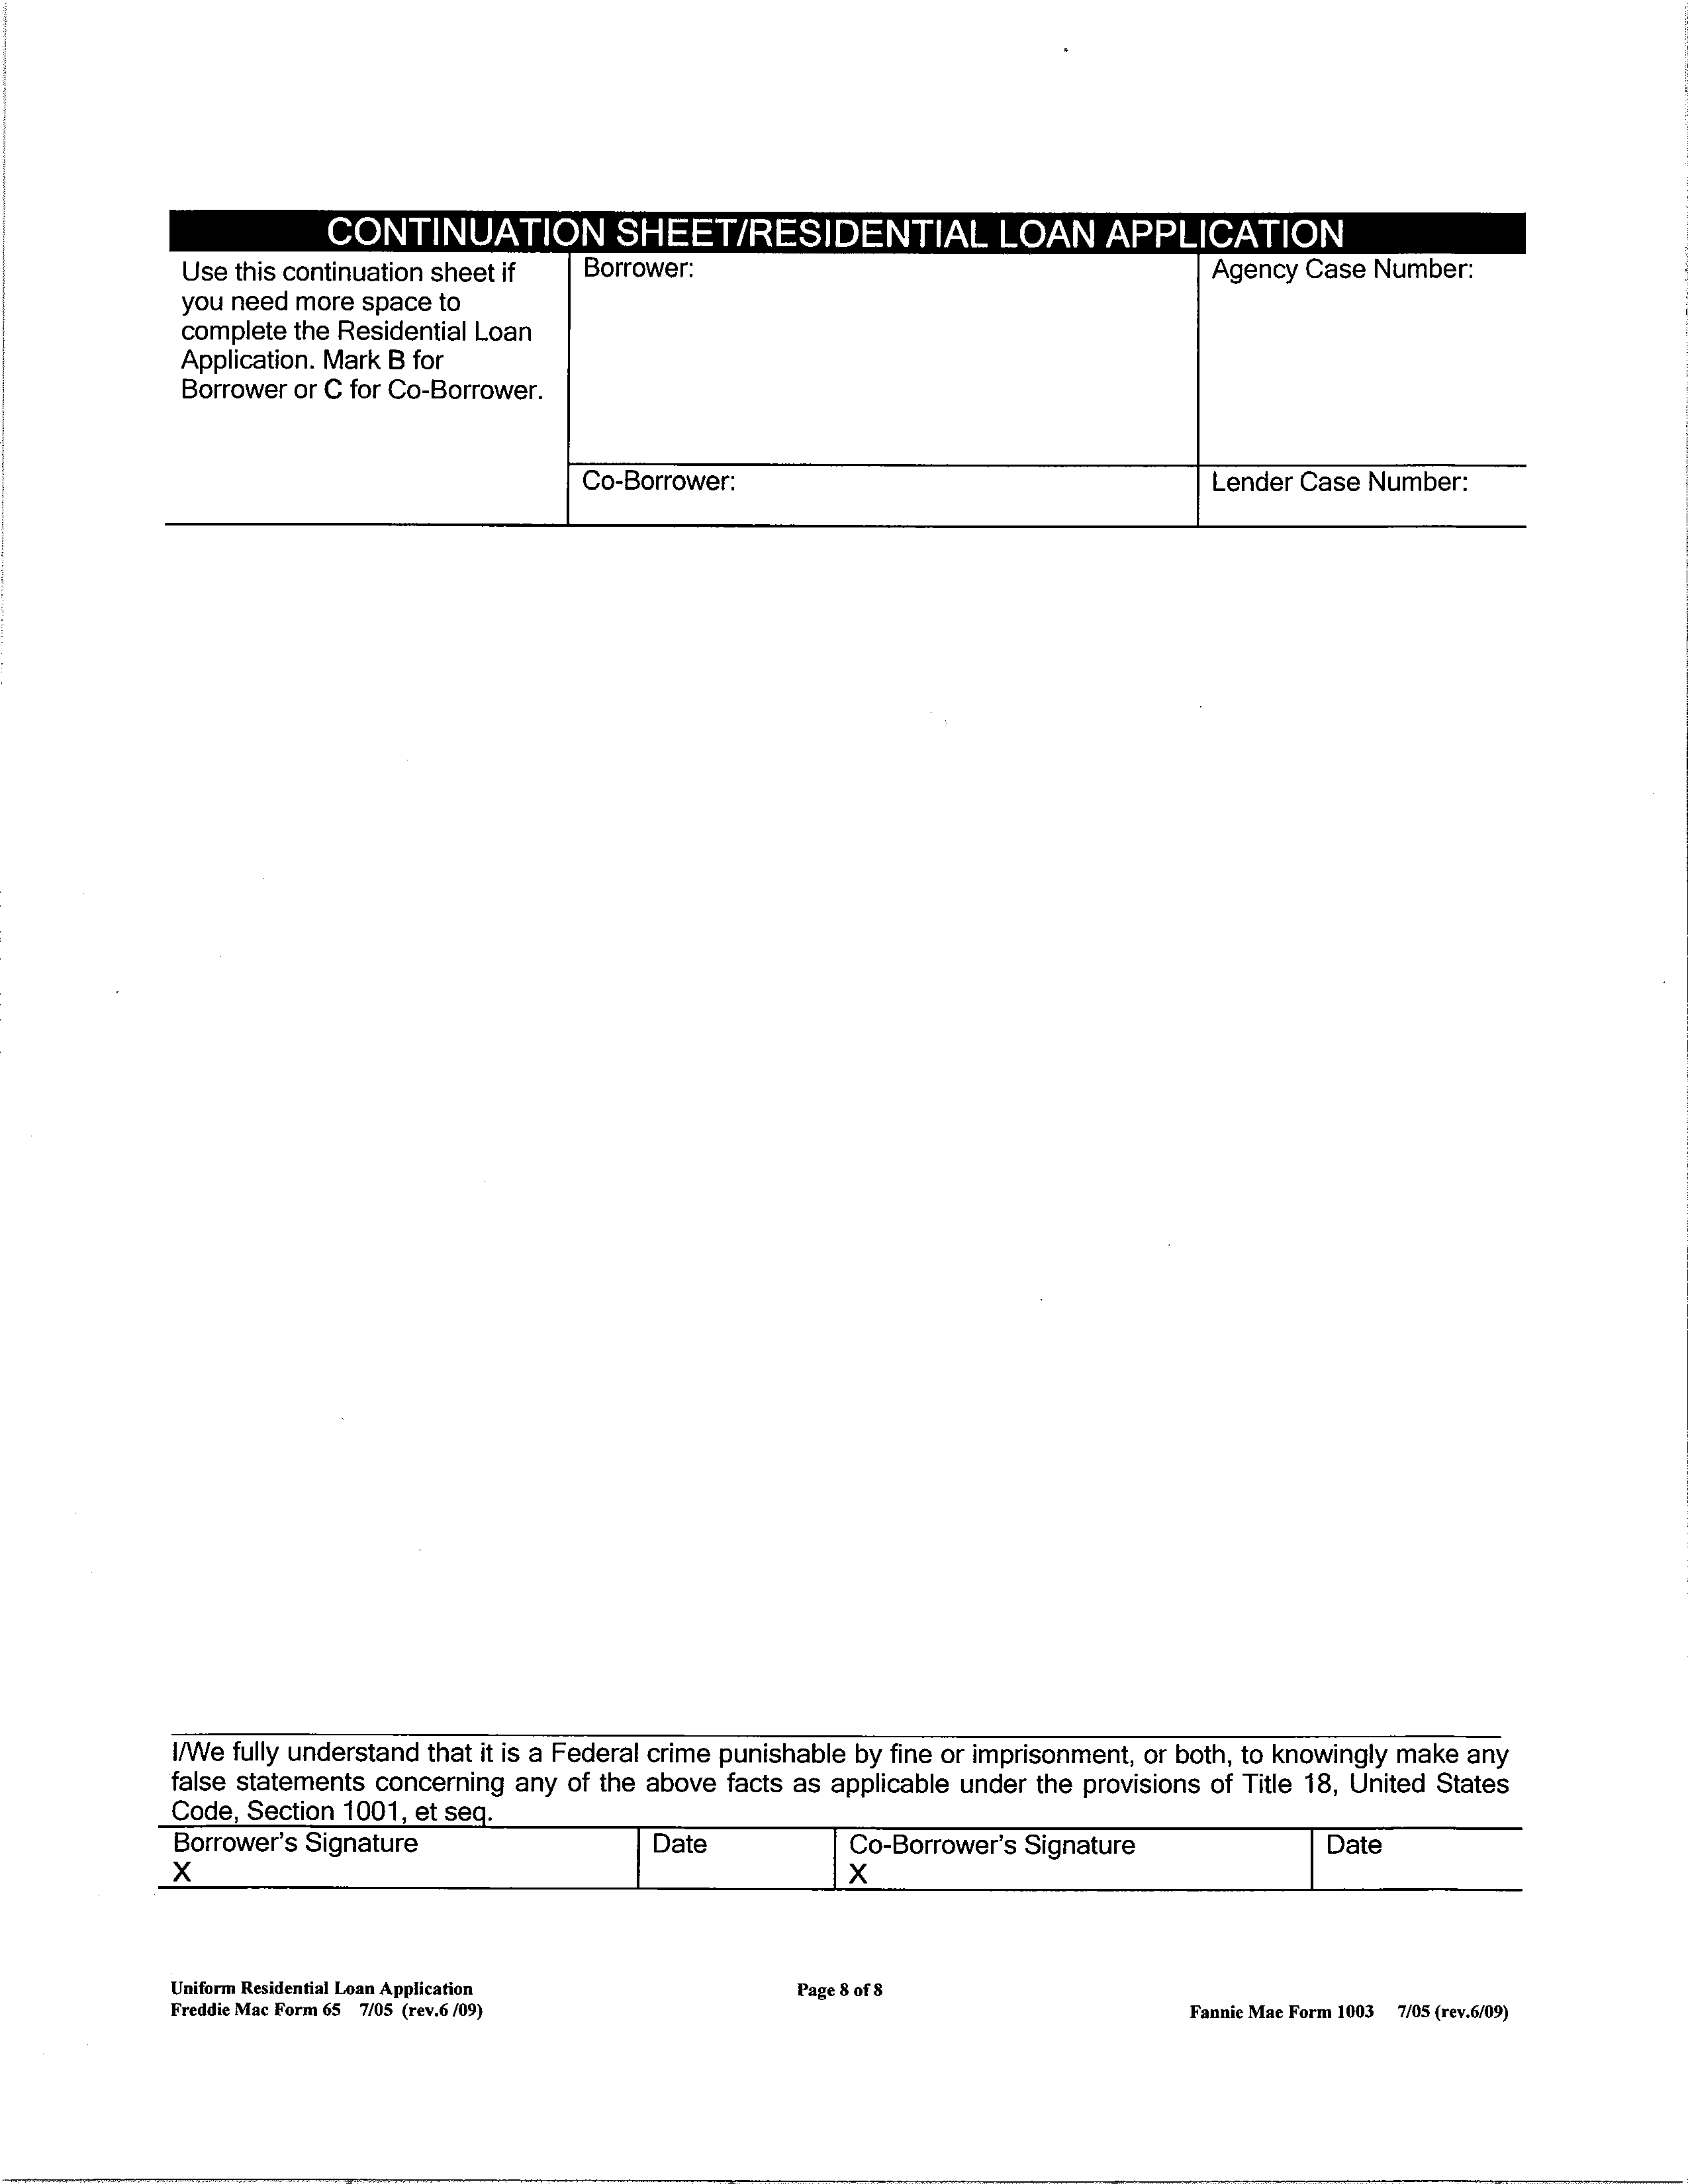 CONTINUATION SHEET/RESIDENTIAL LOAN APPLICATION
Use this continuation sheet if
you need more space to
complete the Residential Loan
Application. Mark B for
Borrower or C for Co-Borrower.
Borrower:
Agency Case Number:
Co-Borrower:
Lender Case Number:
I/We fully understand that it is a Federal crime punishable by fine or imprisonment, or both, to knowingly make any
false statements concerning any of the above facts as applicable under the provisions of Title 18, United States
Code, Section 1001, et seq.
Borrower's Signature
X
Date
Co-Borrower's Signature
X
Date
Uniform Residential Loan Application
Freddie Mac Form 65 7/05 (rev.6 /09)
Page 8 of 8
Fannie Mae Form 1003 7/05 (rev.6/09)